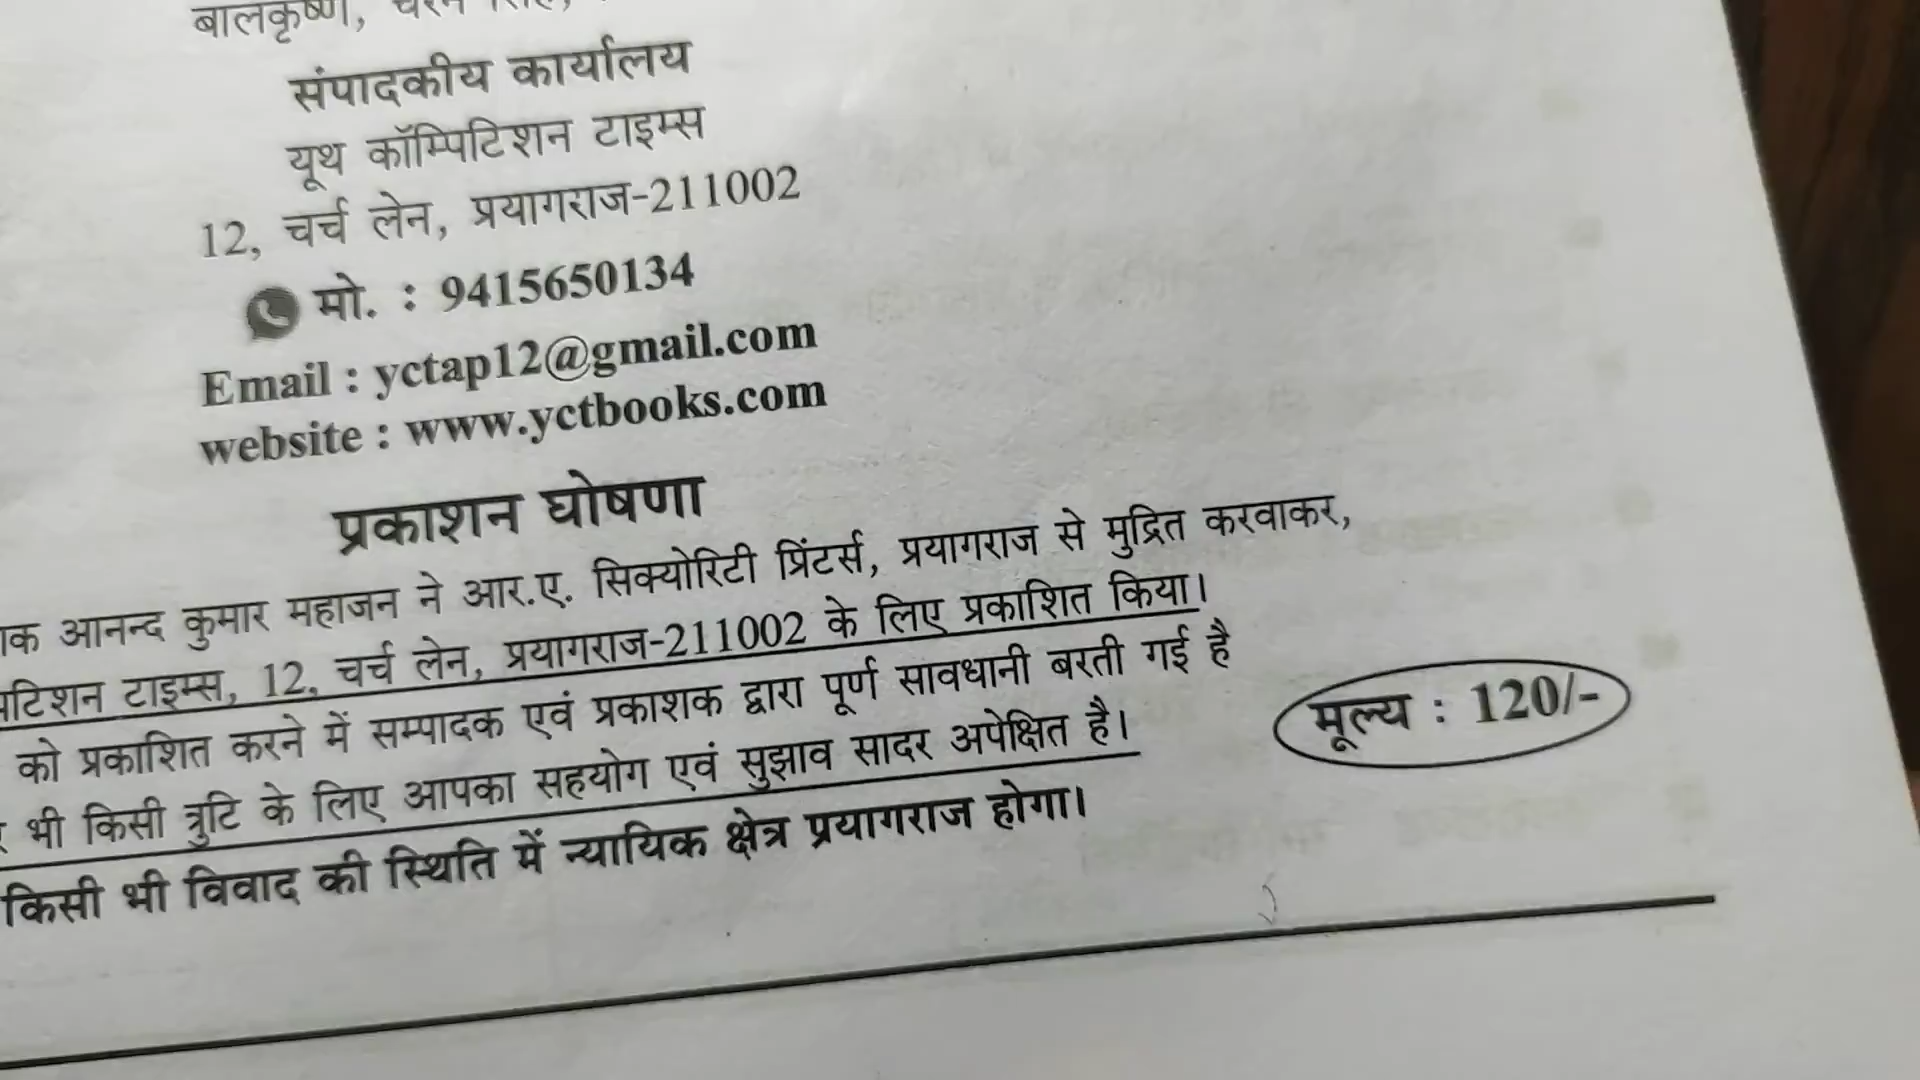 बालकृष्ण, चरन सिंह,
संपादकीय कार्यालय
यूथ कॉम्पिटिशन टाइम्स
12, चर्च लेन, प्रयागराज-211002
मो. : 9415650134
Email : yctap12@gmail.com
website : www.yctbooks.com
प्रकाशन घोषणा
आनन्द कुमार महाजन ने आर.ए. सिक्योरिटी प्रिंटर्स, प्रयागराज से मुद्रित करवाकर,
टाइम्स, 12, चर्च लेन, प्रयागराज-211002 के लिए प्रकाशित किया।
को प्रकाशित करने में सम्पादक एवं प्रकाशक द्वारा पूर्ण सावधानी बरती गई है
भी किसी त्रुटि के लिए आपका सहयोग एवं सुझाव सादर अपेक्षित है।
मूल्य : 120/-
किसी भी विवाद की स्थिति में न्यायिक क्षेत्र प्रयागराज होगा।